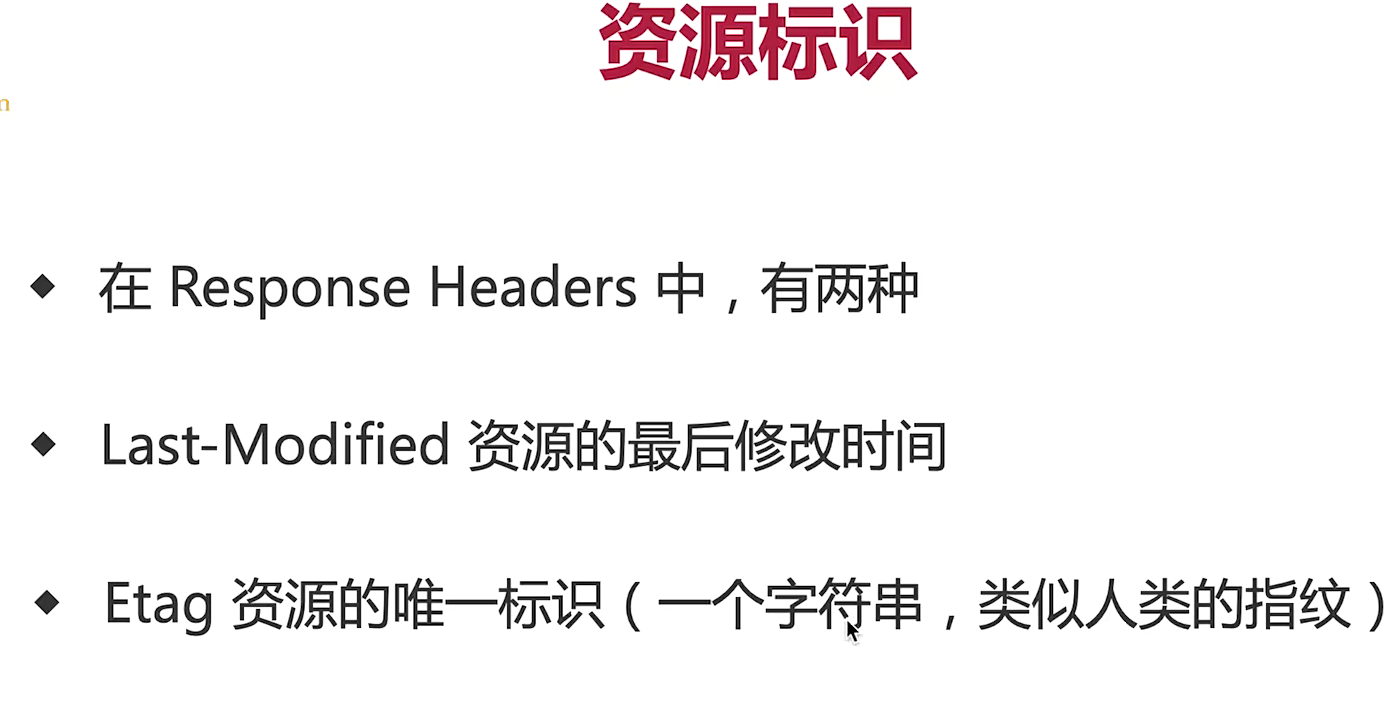 资源标识
在 Response Headers 中，有两种
Last-Modified 资源的最后修改时间
Etag 资源的唯一标识（一个字符串，类似人类的指纹）